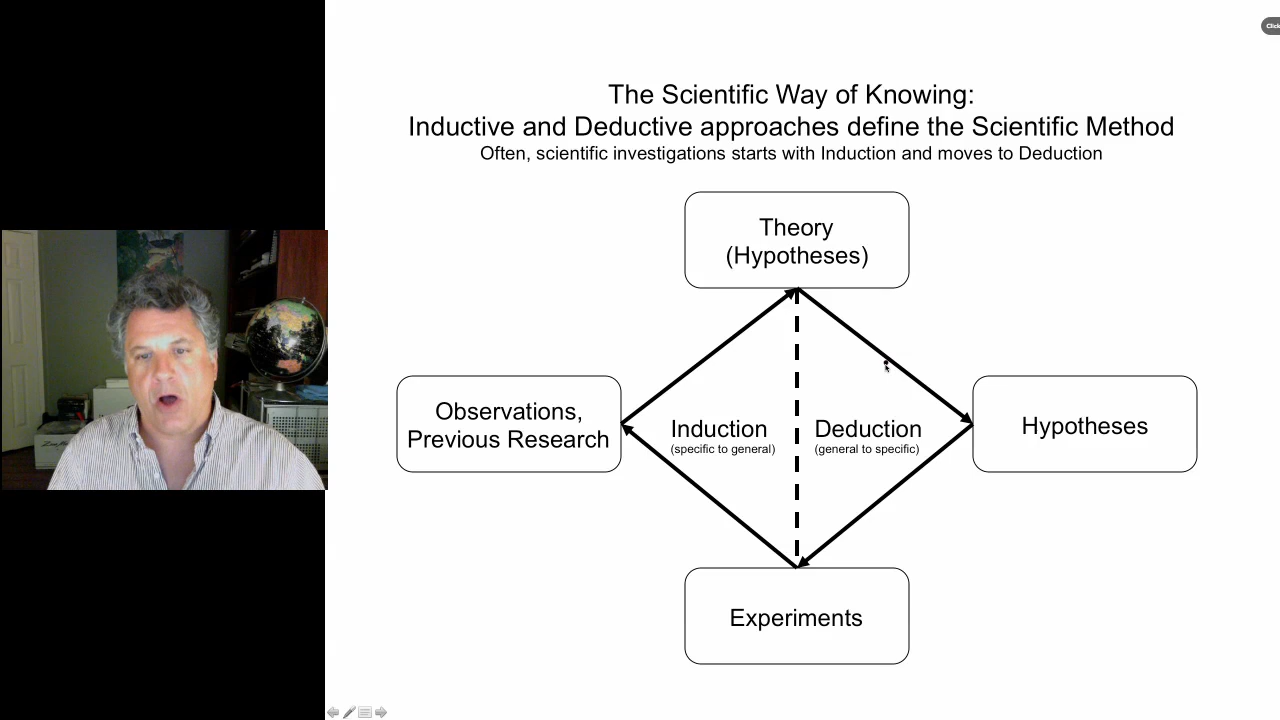 Click
The Scientific Way of Knowing:
Inductive and Deductive approaches define the Scientific Method
Often, scientific investigations starts with Induction and moves to Deduction
Theory
(Hypotheses)
Observations,
Previous Research
Induction
(specific to general)
Deduction
(general to specific)
Hypotheses
Experiments